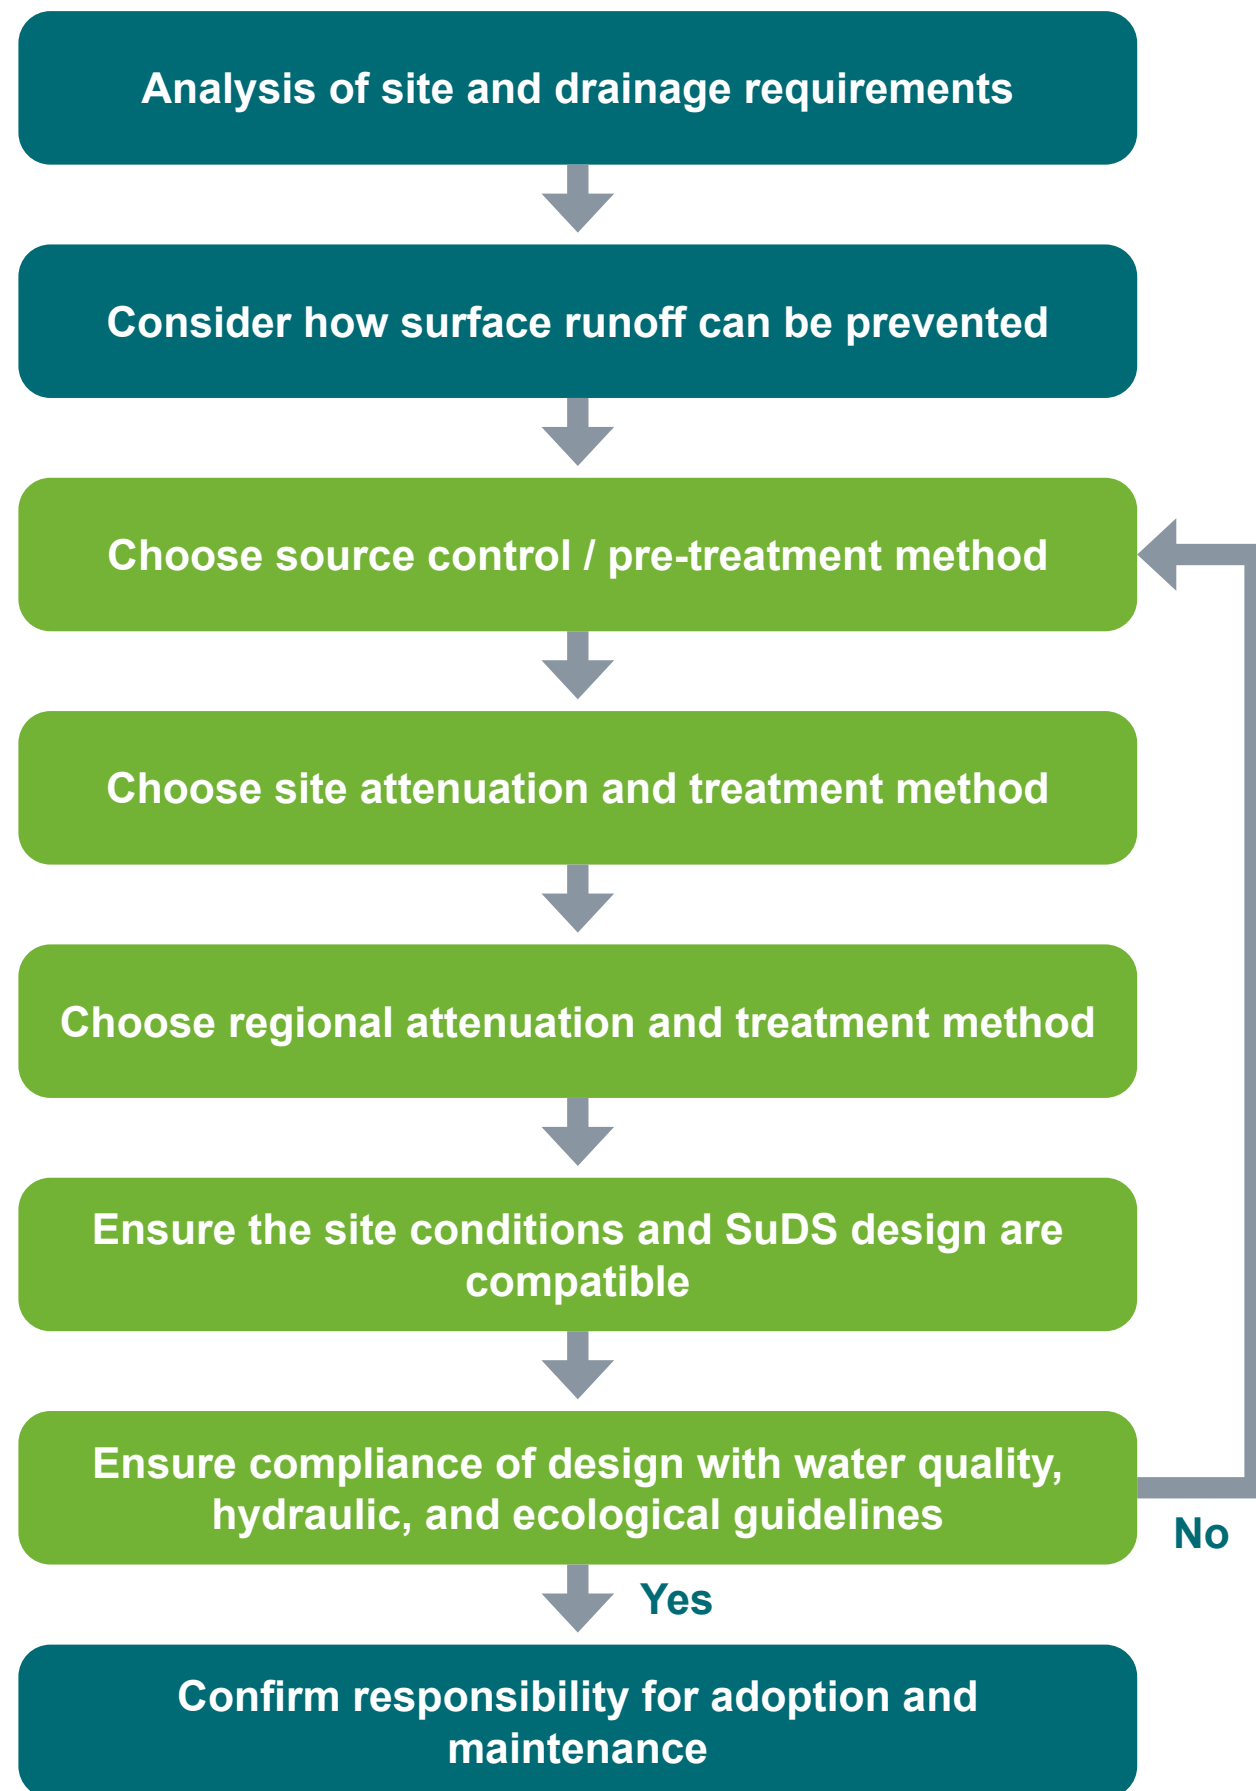 Analysis of site and drainage requirements
Consider how surface runoff can be prevented
Choose source control / pre-treatment method
Choose site attenuation and treatment method
Choose regional attenuation and treatment method
Ensure the site conditions and SuDS design are
compatible
Ensure compliance of design with water quality,
hydraulic, and ecological guidelines
No
Yes
Confirm responsibility for adoption and
maintenance